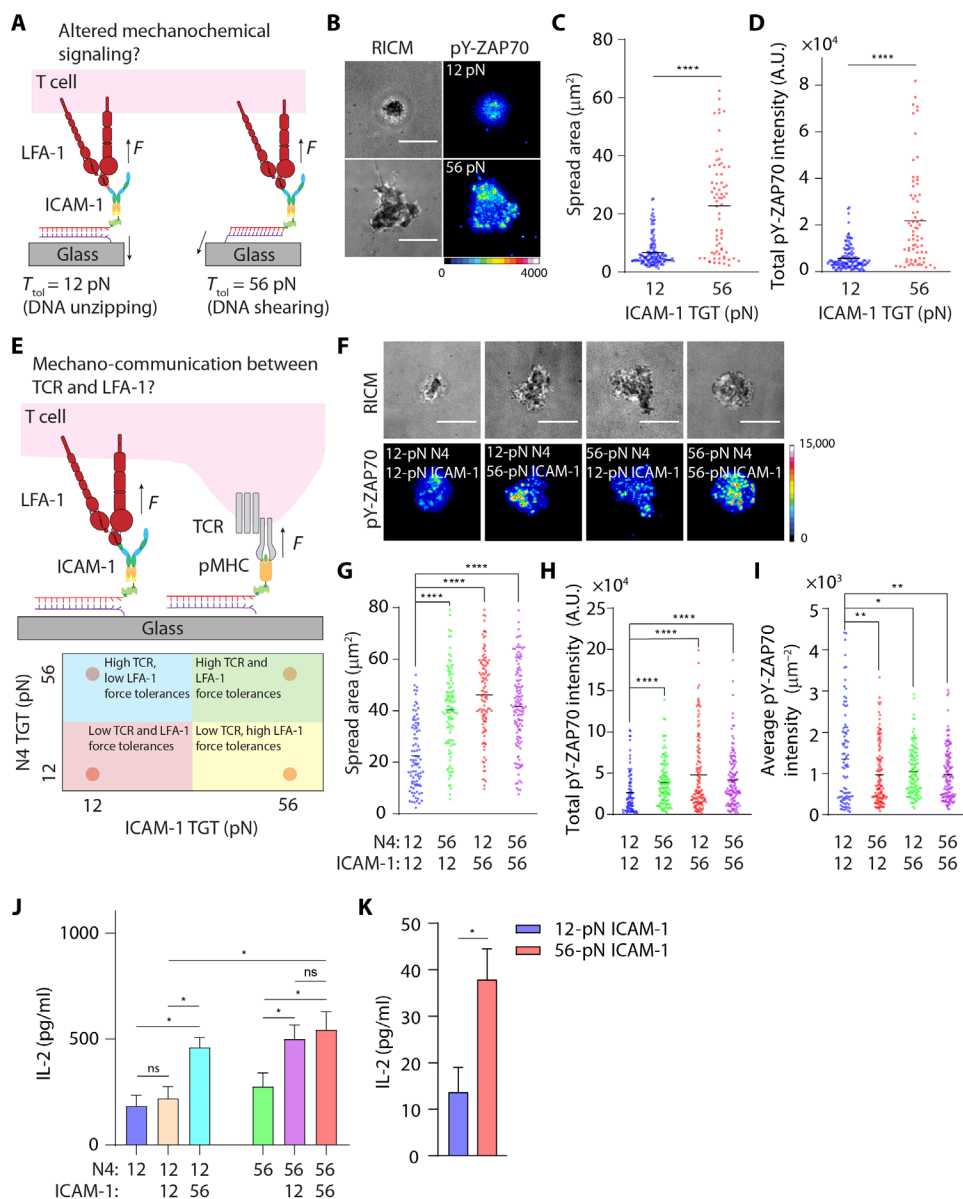 A
Altered mechanochemical
signaling?
T cell
LFA-1
F
F
ICAM-1
Glass
Glass
Ttol = 12 pN
(DNA unzipping)
Ttol = 56 pN
(DNA shearing)
B
RICM
pY-ZAP70
12 pN
56 pN
0
4000
C
Spread area (μm²)
80
60
40
20
0
****
12
56
ICAM-1 TGT (pN)
D
×10⁴
Total pY-ZAP70 intensity (A.U.)
10
8
6
4
2
0
****
12
56
ICAM-1 TGT (pN)
E
Mechano-communication between
TCR and LFA-1?
T cell
LFA-1
F
TCR
F
ICAM-1
pMHC
Glass
N4 TGT (pN)
56
12
High TCR,
low LFA-1
force tolerances
High TCR and
LFA-1
force tolerances
Low TCR and LFA-1
force tolerances
Low TCR, high LFA-1
force tolerances
12
56
ICAM-1 TGT (pN)
F
RICM
pY-ZAP70
12-pN N4
12-pN ICAM-1
12-pN N4
56-pN ICAM-1
56-pN N4
12-pN ICAM-1
56-pN N4
56-pN ICAM-1
15,000
0
G
Spread area (μm²)
80
60
40
20
0
****
****
****
N4: 12 56 12 56
ICAM-1: 12 12 56 56
H
×10⁴
Total pY-ZAP70 intensity (A.U.)
25
20
15
10
5
0
****
****
****
12 56 12 56
12 12 56 56
I
×10³
Average pY-ZAP70
intensity (μm⁻²)
5
4
3
2
1
0
**
*
**
12 56 12 56
12 12 56 56
J
IL-2 (pg/ml)
1000
500
0
*
ns
*
*
*
*
ns
N4: 12 12 12 56 56 56
ICAM-1: 12 56 12 56
K
IL-2 (pg/ml)
50
40
30
20
10
0
*
12-pN ICAM-1
56-pN ICAM-1